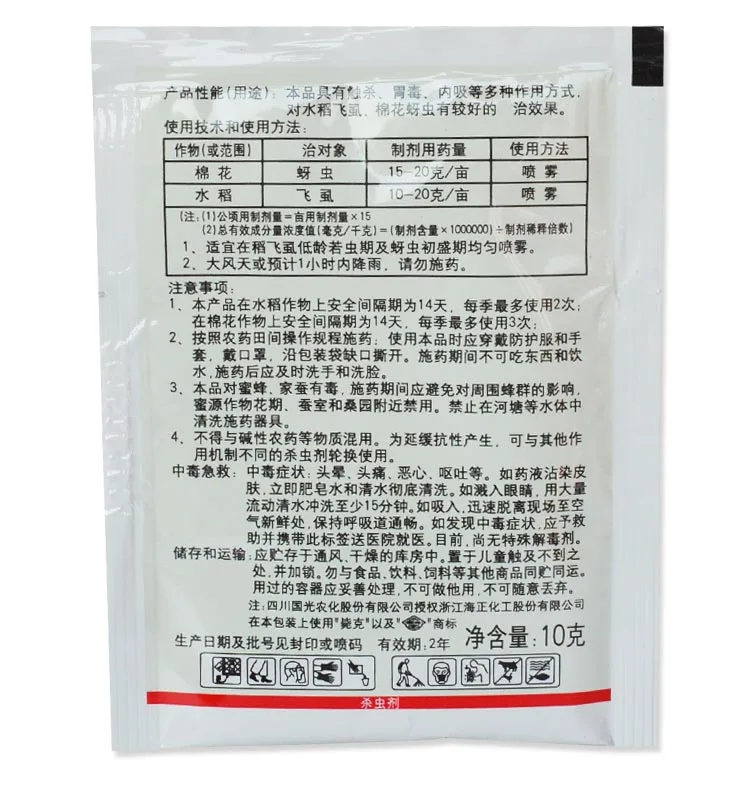 产品性能(用途): 本品具有触杀、胃毒、内吸等多种作用方式,
对水稻飞虱、棉花蚜虫有较好的 治效果。
使用技术和使用方法:
作物(或范围) 治对象 制剂用药量 使用方法
棉 花 蚜 虫 15-20克/亩 喷 雾
水 稻 飞 虱 10-20克/亩 喷 雾
(注:(1)公顷用制剂量=亩用制剂量×15
(2)总有效成分量浓度值(毫克/千克)=(制剂含量×1000000)÷制剂稀释倍数)
1、适宜在稻飞虱低龄若虫期及蚜虫初盛期均匀喷雾。
2、大风天或预计1小时内降雨,请勿施药。
注意事项:
1、本产品在水稻作物上安全间隔期为14天,每季最多使用2次;
在棉花作物上安全间隔期为14天,每季最多使用3次;
2、按照农药田间操作规程施药;使用本品时应穿戴防护服和手
套,戴口罩,沿包装袋缺口撕开。施药期间不可吃东西和饮
水,施药后应及时洗手和洗脸。
3、本品对蜜蜂、家蚕有毒,施药期间应避免对周围蜂群的影响,
蜜源作物花期、蚕室和桑园附近禁用。禁止在河塘等水体中
清洗施药器具。
4、不得与碱性农药等物质混用。为延缓抗性产生,可与其他作
用机制不同的杀虫剂轮换使用。
中毒急救: 中毒症状:头晕、头痛、恶心、呕吐等。如药液沾染皮
肤,立即肥皂水和清水彻底清洗。如溅入眼睛,用大量
流动清水冲洗至少15分钟。如吸入,迅速脱离现场至空
气新鲜处,保持呼吸道通畅。如发现中毒症状,应予救
助并携带此标签送医院就医。目前,尚无特殊解毒剂。
储存和运输:应贮存于通风、干燥的库房中。置于儿童触及不到之
处,并加锁。勿与食品、饮料、饲料等其他商品同贮同运。
用过的容器应妥善处理,不可做他用,不可随意丢弃。
注:四川国光农化股份有限公司授权浙江海正化工股份有限公司
在本包装上使用"毙克"以及" "商标
生产日期及批号见封印或喷码 有效期:2年 净含量:10克
杀虫剂